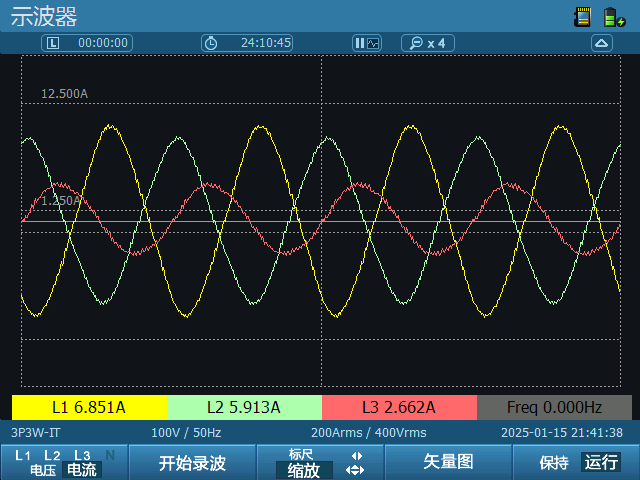 示波器
L 00:00:00 24:10:45 x 4
12.500A
1.250A
L1 6.851A L2 5.913A L3 2.662A Freq 0.000Hz
3P3W-IT 100V / 50Hz 200Arms / 400Vrms 2025-01-15 21:41:38
L1 L2 L3 N
电压 电流
开始录波
标尺
缩放
矢量图
保持 运行